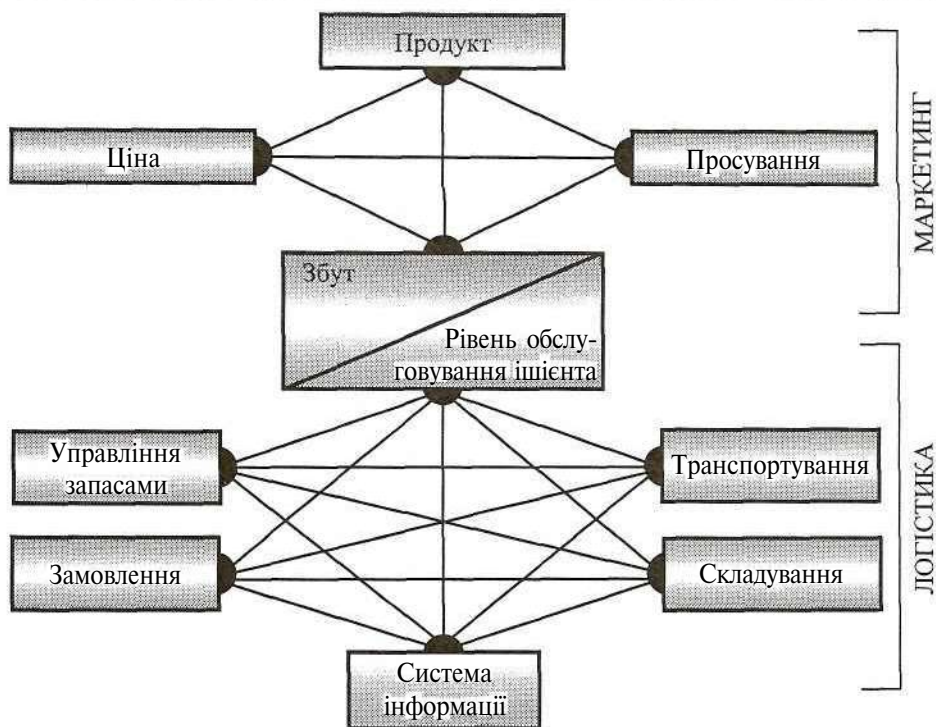 Продукт
Ціна
Просування
МАРКЕТИНГ
Збут
Рівень обслу-
говування ішієнта
Управління
запасами
Транспортування
Замовлення
Складування
ЛОГІСТИКА
Система
інформації